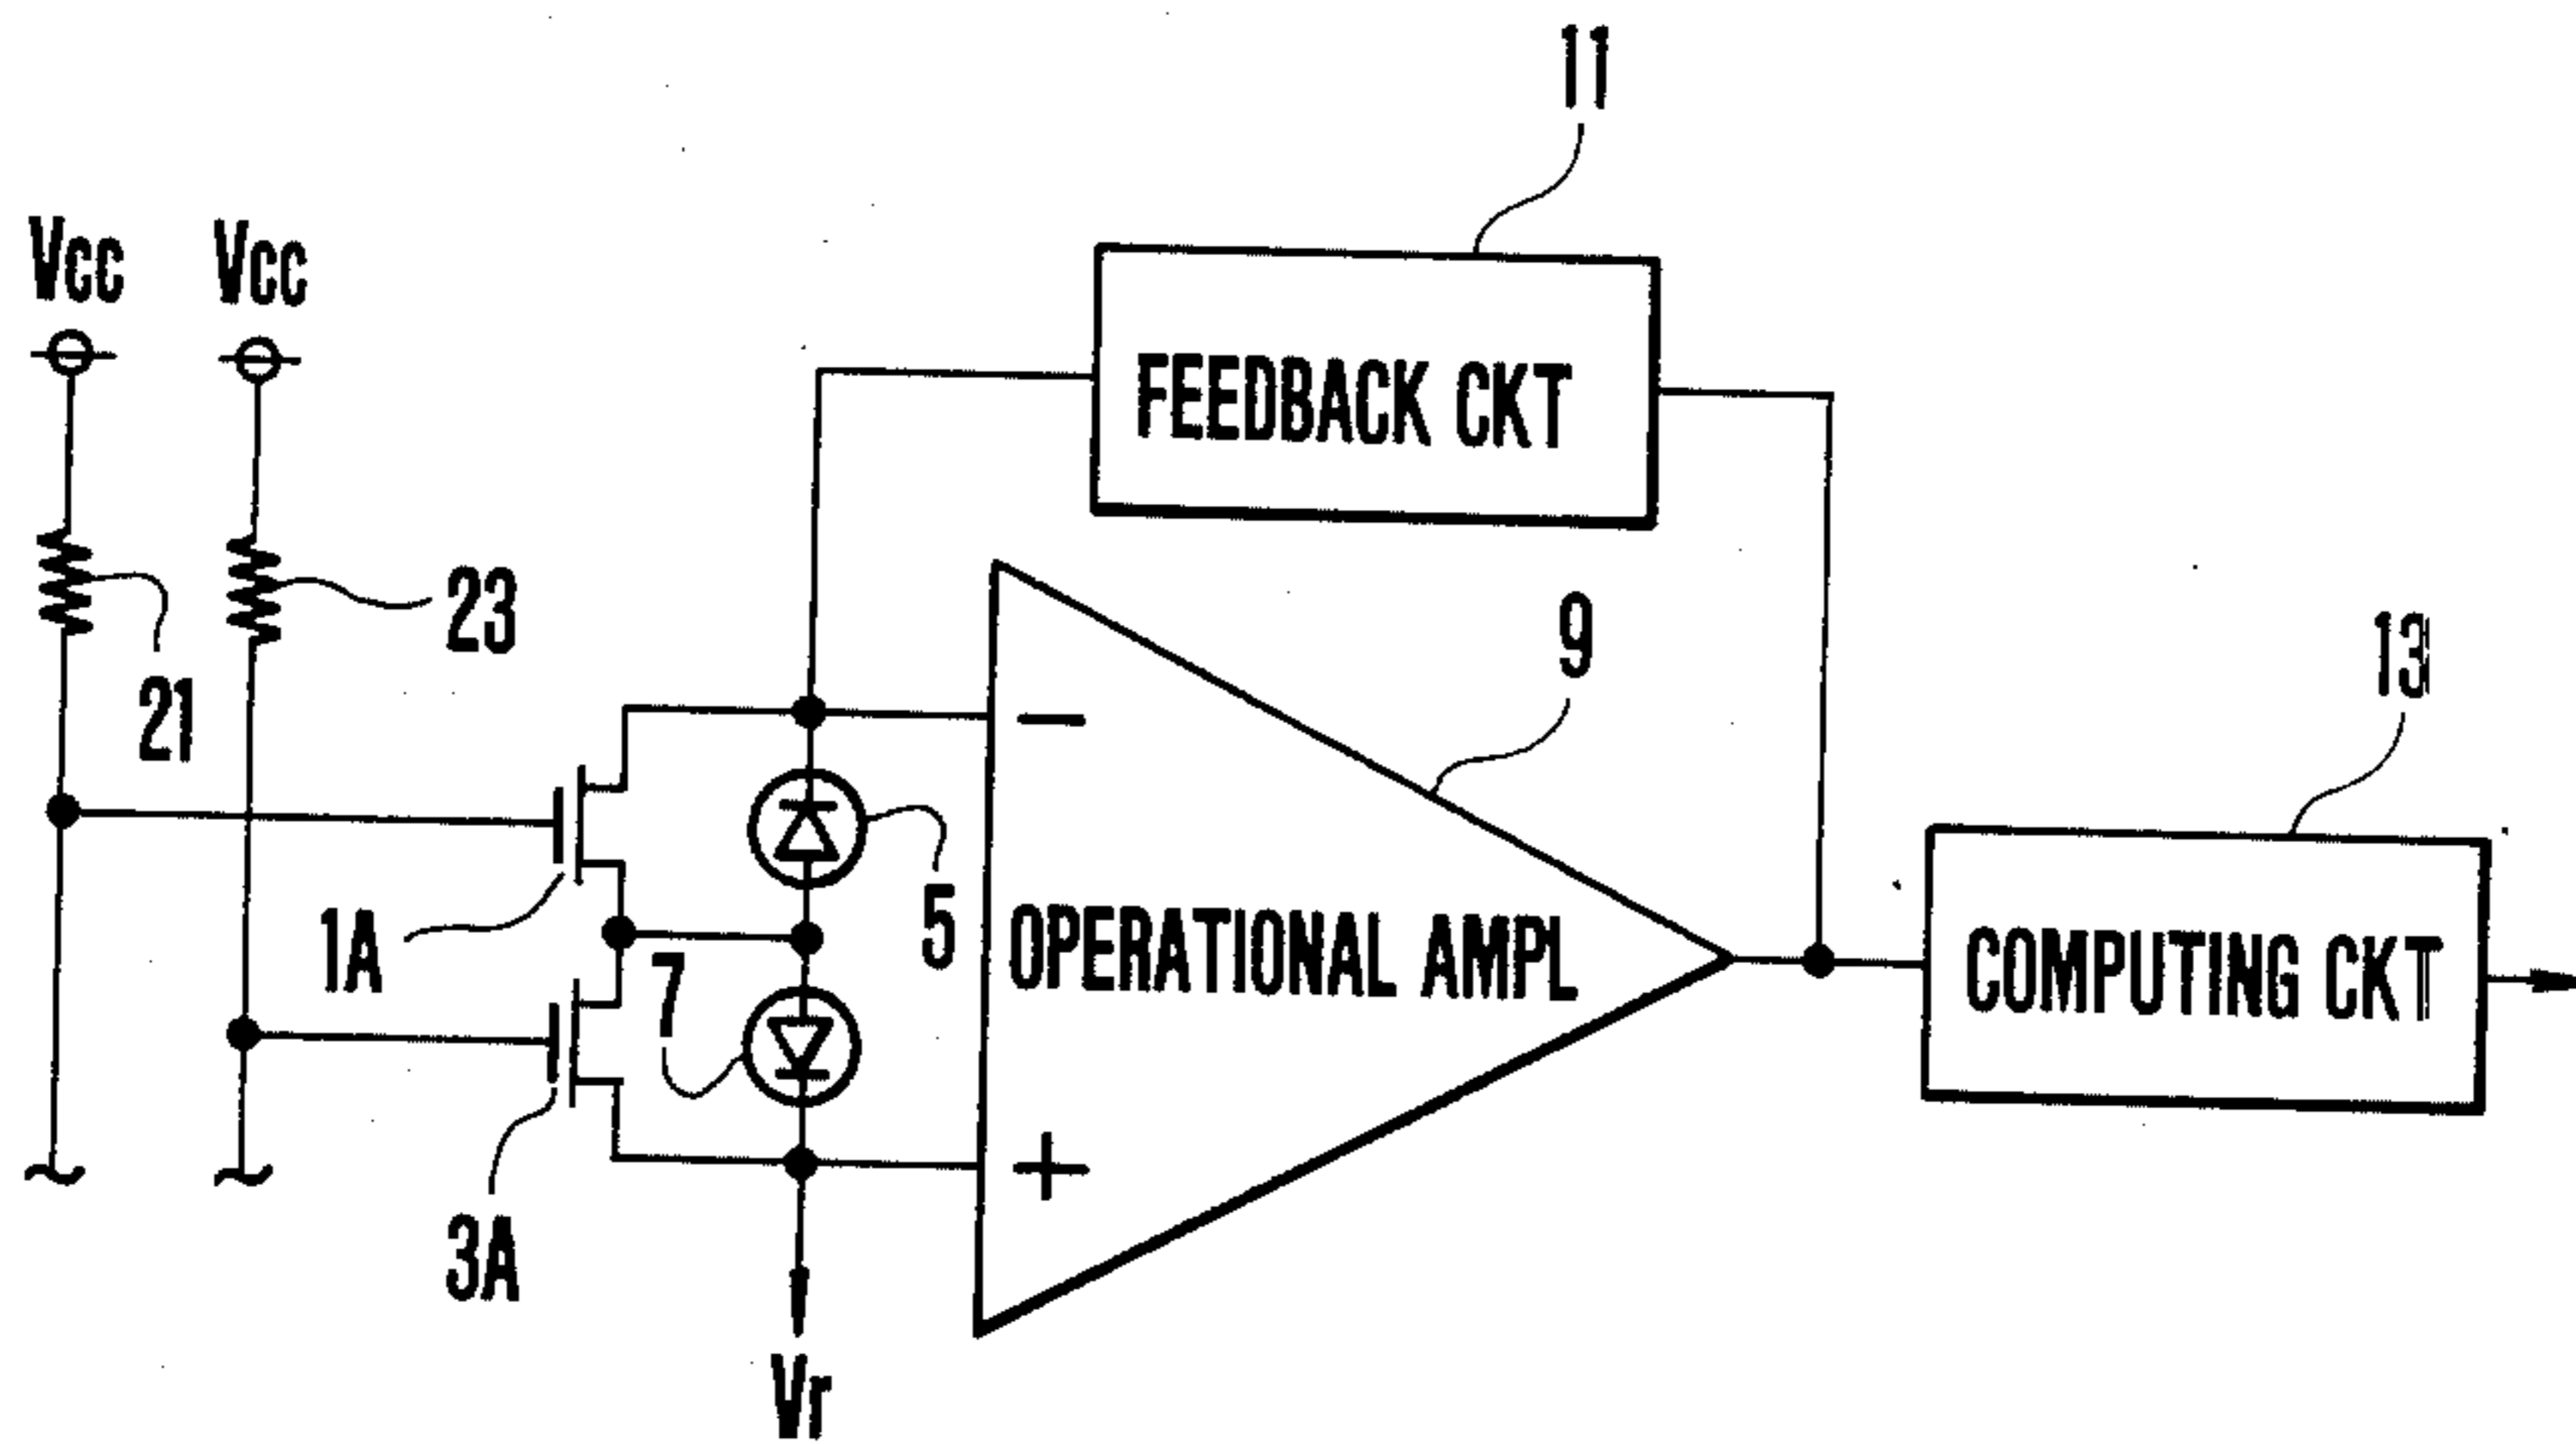 11
Vcc Vcc
FEEDBACK CKT
23
9
13
21
−
1A
5
7
OPERATIONAL AMPL
COMPUTING CKT
+
3A
Vr